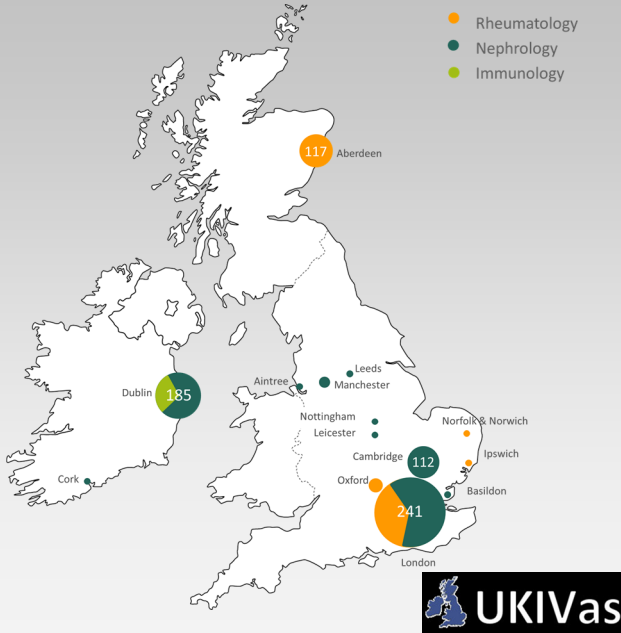 Rheumatology
Nephrology
Immunology
117
Aberdeen
Leeds
Aintree
Manchester
Dublin
185
Nottingham
Norfolk & Norwich
Leicester
Cambridge
112
Ipswich
Cork
Oxford
Basildon
241
London
UKIVas